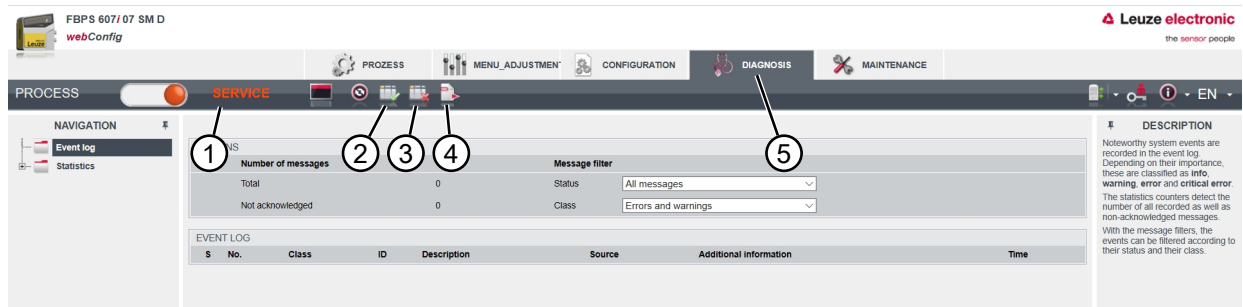 FBPS 607i 07 SM D
webConfig
Leuze
Leuze electronic
the sensor people
PROZESS
MENU_ADJUSTMEN
CONFIGURATION
DIAGNOSIS
MAINTENANCE
PROCESS
SERVICE
EN
NAVIGATION
Event log
Statistics
1
2
3
4
5
NS
Number of messages
Message filter
Total
0
Status
All messages
Not acknowledged
0
Class
Errors and warnings
EVENT LOG
S No. Class ID Description Source Additional information Time
DESCRIPTION
Noteworthy system events are
recorded in the event log.
Depending on their importance,
these are classified as info,
warning, error and critical error.
The statistics counters detect the
number of all recorded as well as
non-acknowledged messages.
With the message filters, the
events can be filtered according to
their status and their class.